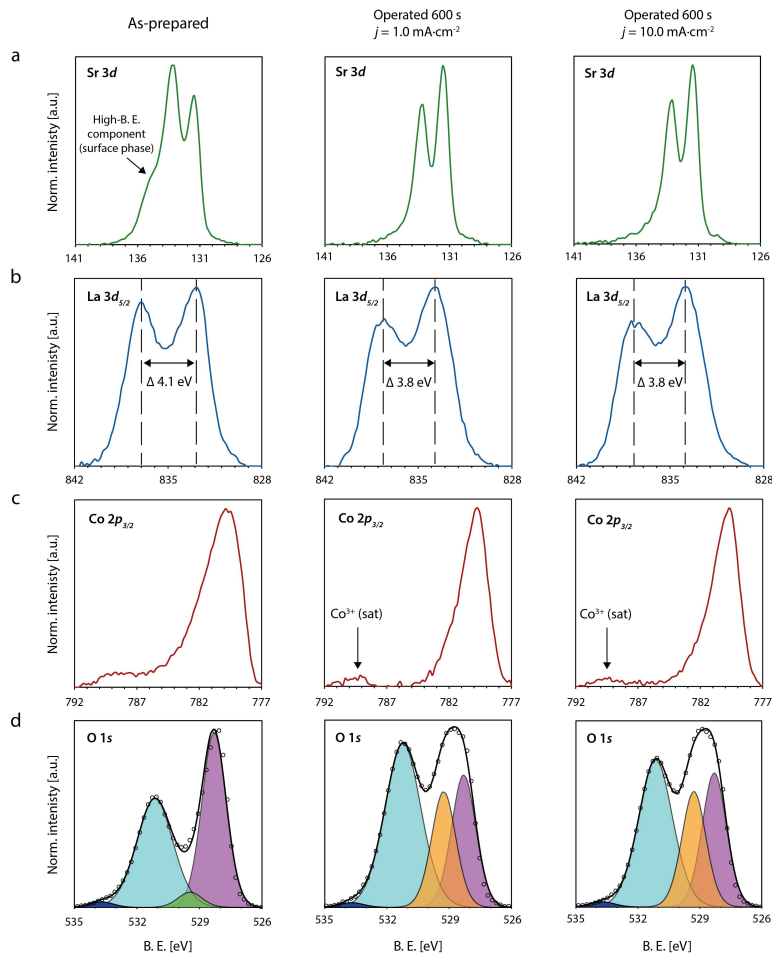 As-prepared
Operated 600 s
j = 1.0 mA·cm-2
Operated 600 s
j = 10.0 mA·cm-2
a
Norm. intenisty [a.u.]
Sr 3d
High-B. E.
component
(surface phase)
141 136 131 126
Sr 3d
141 136 131 126
Sr 3d
141 136 131 126
b
Norm. intenisty [a.u.]
La 3d5/2
Δ 4.1 eV
842 835 828
La 3d5/2
Δ 3.8 eV
842 835 828
La 3d5/2
Δ 3.8 eV
842 835 828
c
Norm. intenisty [a.u.]
Co 2p3/2
792 787 782 777
Co 2p3/2
Co3+ (sat)
792 787 782 777
Co 2p3/2
Co3+ (sat)
792 787 782 777
d
Norm. intenisty [a.u.]
O 1s
535 532 529 526
B. E. [eV]
O 1s
535 532 529 526
B. E. [eV]
O 1s
535 532 529 526
B. E. [eV]